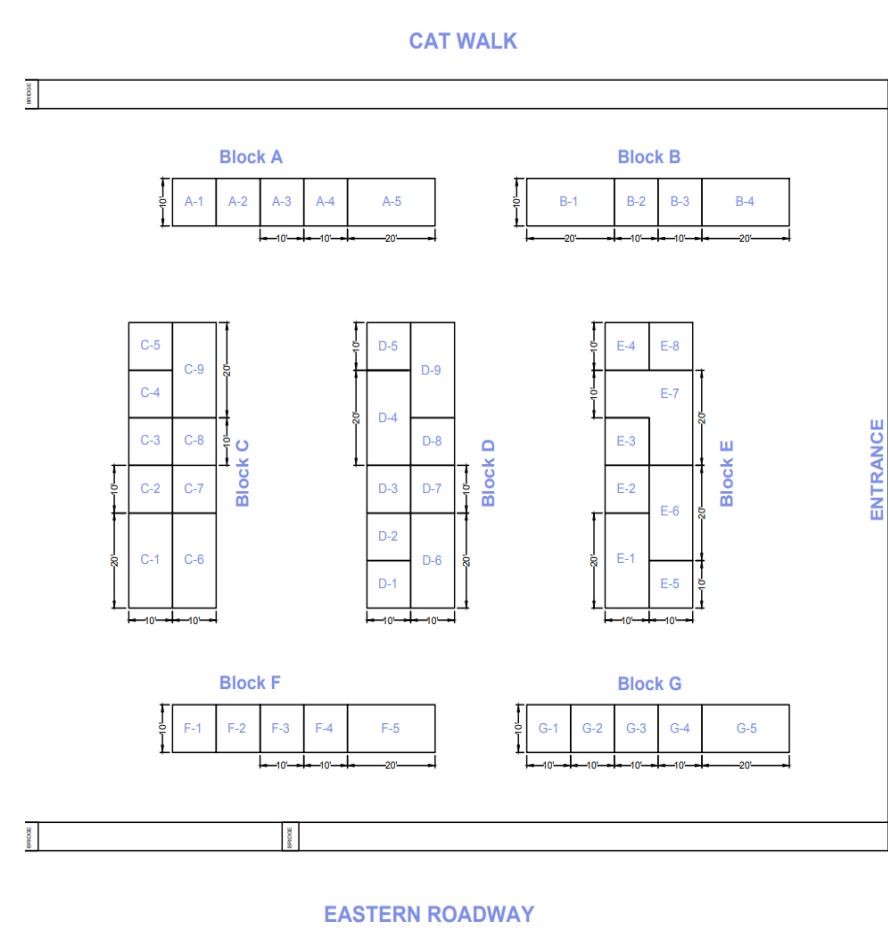 CAT WALK
BRIDGE
Block A
Block B
10' A-1 A-2 A-3 A-4 A-5
10' B-1 B-2 B-3 B-4
10' 10' 20'
20' 10' 10' 20'
C-5
C-9
C-4
C-3 C-8
C-2 C-7
C-1 C-6
20'
10'
10'
20'
10' 10'
Block C
D-5
D-9
D-4
D-8
D-3 D-7
D-2
D-6
D-1
10'
20'
10'
20'
10' 10'
Block D
E-4 E-8
E-7
E-3
E-2
E-6
E-1
E-5
10'
10'
20'
20'
20'
10'
10' 10'
Block E
ENTRANCE
Block F
Block G
10' F-1 F-2 F-3 F-4 F-5
10' G-1 G-2 G-3 G-4 G-5
10' 10' 20'
10' 10' 10' 10' 20'
BRIDGE
BRIDGE
EASTERN ROADWAY